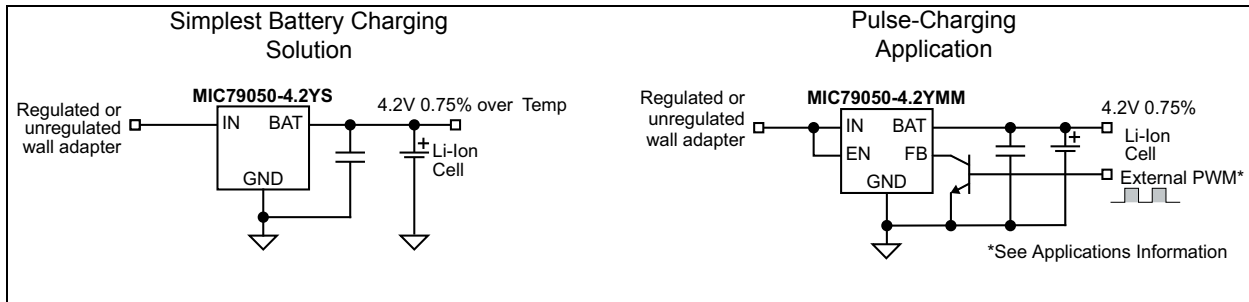 Simplest Battery Charging
Solution
MIC79050-4.2YS
Regulated or
unregulated
wall adapter
IN
BAT
GND
4.2V 0.75% over Temp
+
Li-Ion
Cell
Pulse-Charging
Application
MIC79050-4.2YMM
Regulated or
unregulated
wall adapter
IN
BAT
EN
FB
GND
4.2V 0.75%
+
Li-Ion
Cell
External PWM*
*See Applications Information